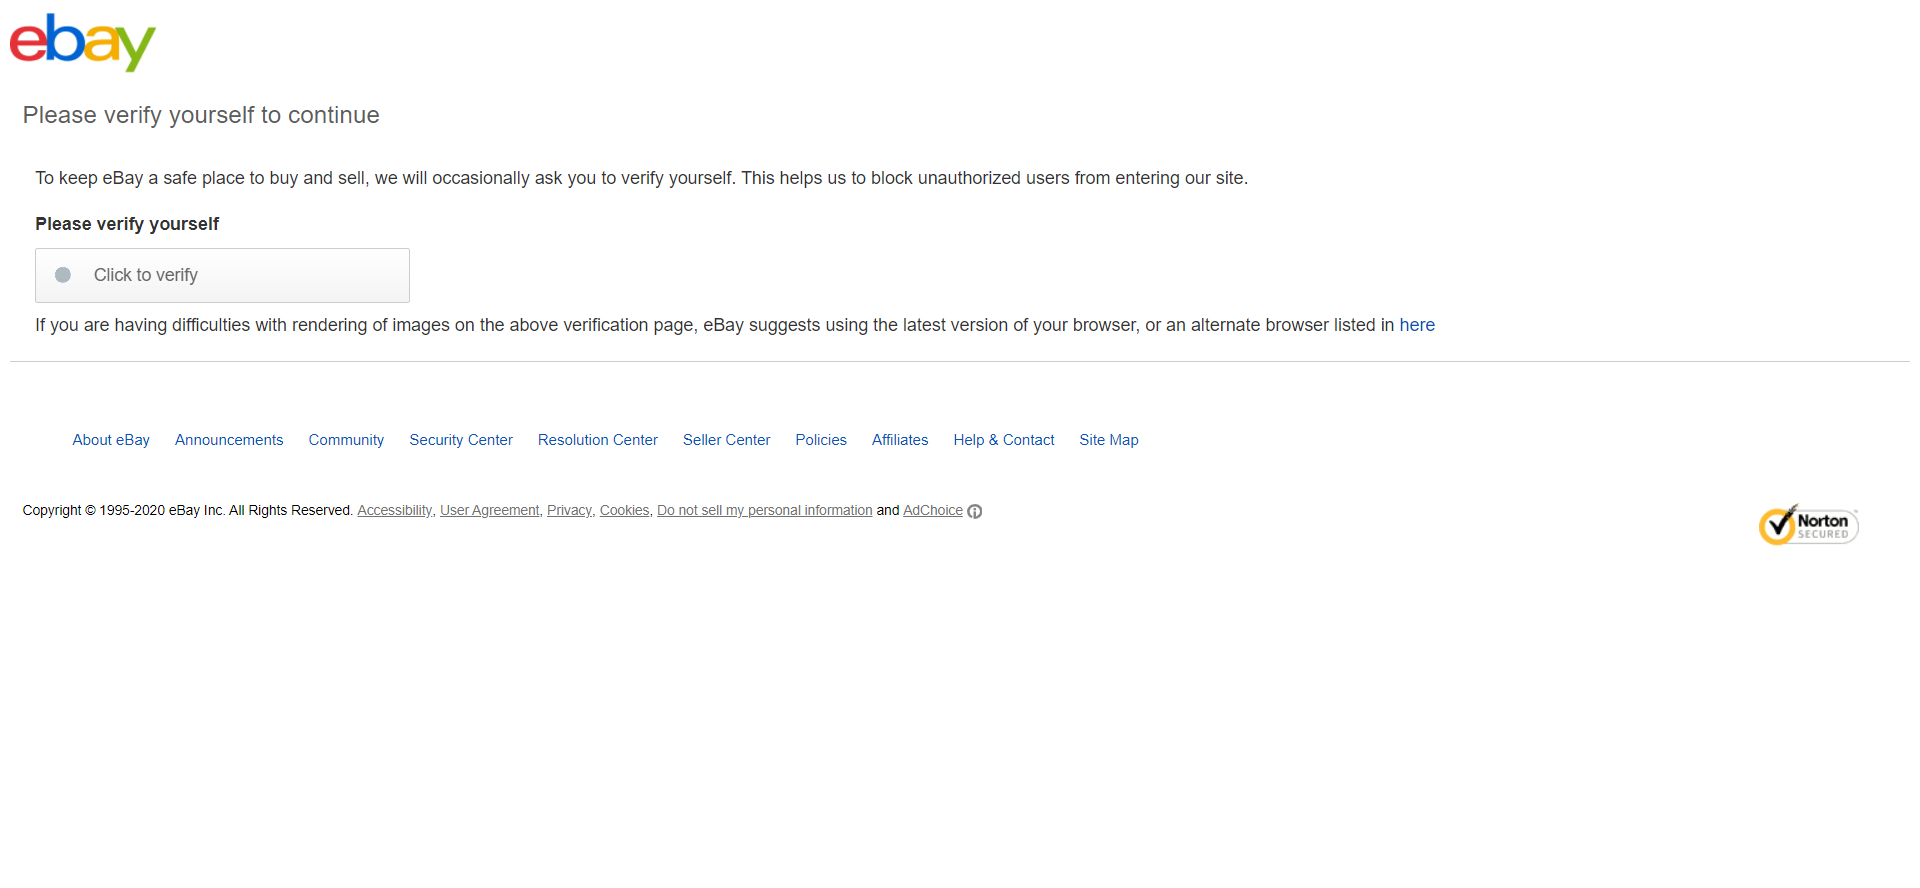 ebay
Please verify yourself to continue
To keep eBay a safe place to buy and sell, we will occasionally ask you to verify yourself. This helps us to block unauthorized users from entering our site.
Please verify yourself
Click to verify
If you are having difficulties with rendering of images on the above verification page, eBay suggests using the latest version of your browser, or an alternate browser listed in here
About eBay Announcements Community Security Center Resolution Center Seller Center Policies Affiliates Help & Contact Site Map
Copyright © 1995-2020 eBay Inc. All Rights Reserved. Accessibility, User Agreement, Privacy, Cookies, Do not sell my personal information and AdChoice
Norton
SECURED